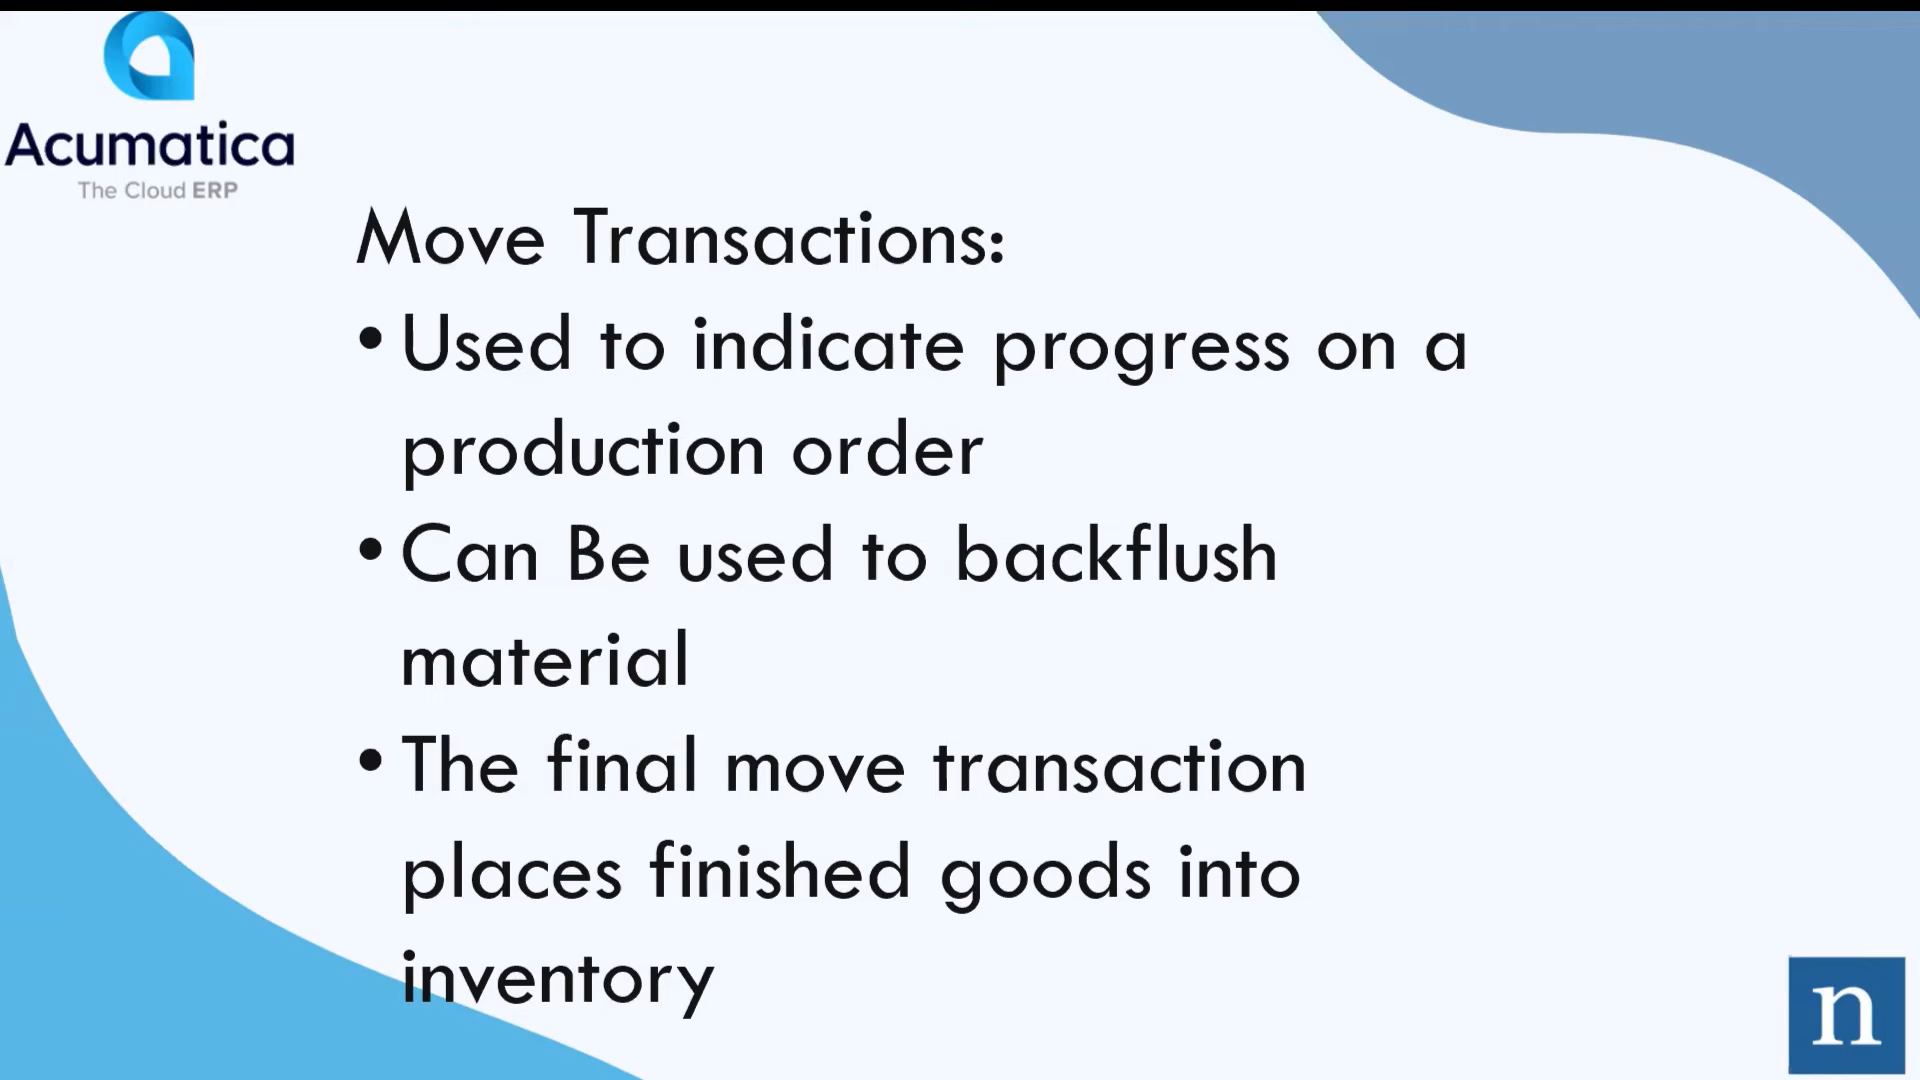 Acumatica
The Cloud ERP
Move Transactions:
• Used to indicate progress on a
production order
• Can Be used to backflush
material
• The final move transaction
places finished goods into
inventory
n